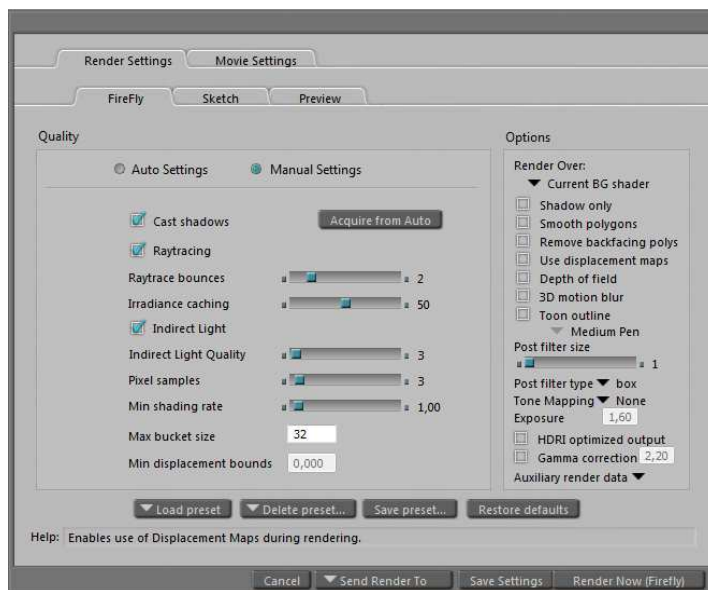 Render Settings
Movie Settings
FireFly
Sketch
Preview
Quality
Auto Settings
Manual Settings
Cast shadows
Acquire from Auto
Raytracing
Raytrace bounces 2
Irradiance caching 50
Indirect Light
Indirect Light Quality 3
Pixel samples 3
Min shading rate 1,00
Max bucket size 32
Min displacement bounds 0,000
Options
Render Over:
Current BG shader
Shadow only
Smooth polygons
Remove backfacing polys
Use displacement maps
Depth of field
3D motion blur
Toon outline
Medium Pen
Post filter size
1
Post filter type box
Tone Mapping None
Exposure 1,60
HDRI optimized output
Gamma correction 2,20
Auxiliary render data
Load preset
Delete preset...
Save preset...
Restore defaults
Help: Enables use of Displacement Maps during rendering.
Cancel
Send Render To
Save Settings
Render Now (Firefly)